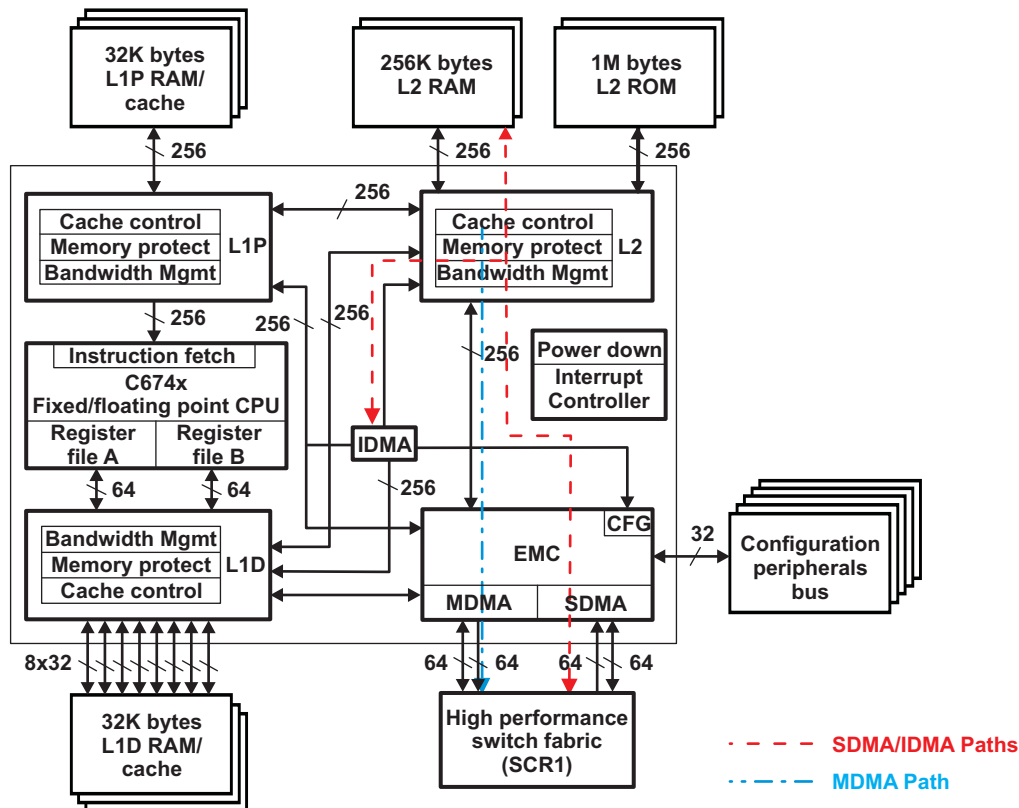 32K bytes
L1P RAM/
cache
256K bytes
L2 RAM
1M bytes
L2 ROM
256
256
256
256
Cache control
Memory protect
Bandwidth Mgmt
L1P
Cache control
Memory protect
Bandwidth Mgmt
L2
256
256
256
256
Instruction fetch
C674x
Fixed/floating point CPU
Register
file A
Register
file B
Power down
Interrupt
Controller
IDMA
64
64
256
Bandwidth Mgmt
Memory protect
Cache control
L1D
CFG
EMC
MDMA
SDMA
32
Configuration
peripherals
bus
8x32
64
64
64
64
32K bytes
L1D RAM/
cache
High performance
switch fabric
(SCR1)
SDMA/IDMA Paths
MDMA Path